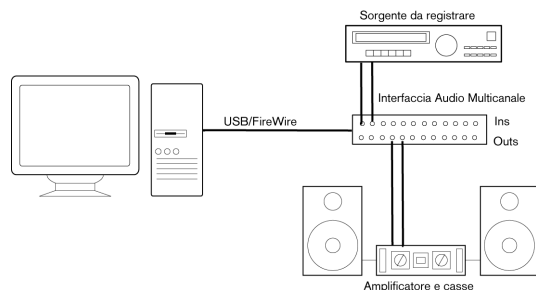 Sorgente da registrare
Interfaccia Audio Multicanale
USB/FireWire
Ins
Outs
Amplificatore e casse